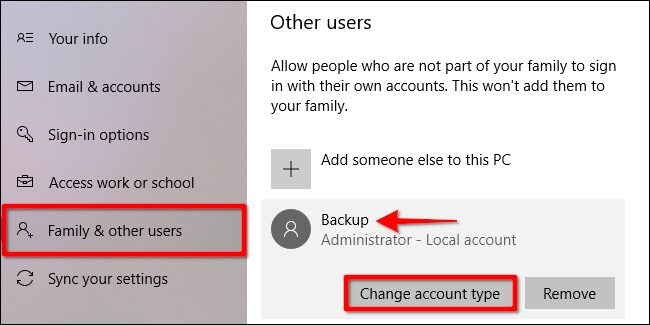 Your info
Email & accounts
Sign-in options
Access work or school
Family & other users
Sync your settings
Other users
Allow people who are not part of your family to sign
in with their own accounts. This won't add them to
your family.
Add someone else to this PC
Backup
Administrator - Local account
Change account type
Remove